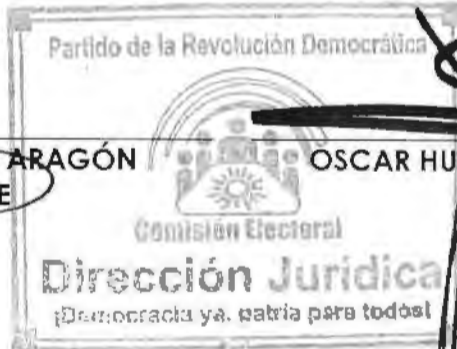 Partido de la Revolución Democrática
ARAGÓN OSCAR HU
E
Comisión Electoral
Dirección Jurídica
¡Democracia ya, patria para todos!